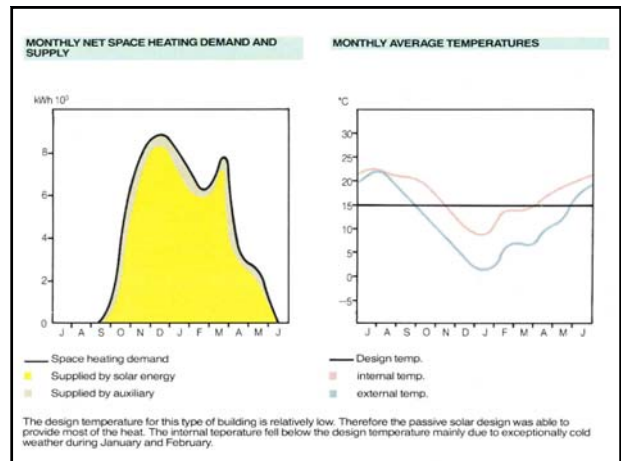 MONTHLY NET SPACE HEATING DEMAND AND
SUPPLY
kWh 10³
8
6
4
2
0
J A S O N D J F M A M J
Space heating demand
Supplied by solar energy
Supplied by auxiliary
MONTHLY AVERAGE TEMPERATURES
°C
30
25
20
15
10
5
0
-5
J A S O N D J F M A M J
Design temp.
internal temp.
external temp.
The design temperature for this type of building is relatively low. Therefore the passive solar design was able to
provide most of the heat. The internal teperature fell below the design temperature mainly due to exceptionally cold
weather during January and February.